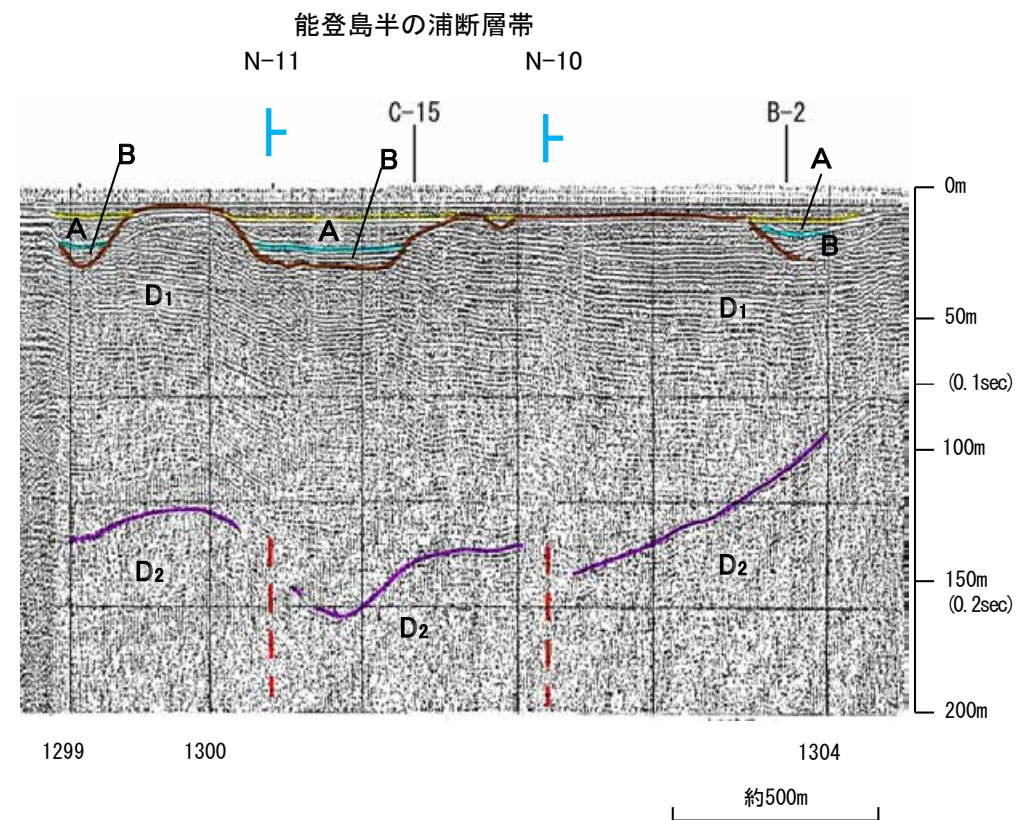 能登島半の浦断層帯
N-11
N-10
C-15
B-2
B
B
A
A
A
B
D1
D1
D2
D2
D2
0m
50m
(0.1sec)
100m
150m
(0.2sec)
200m
1299
1300
1304
約500m